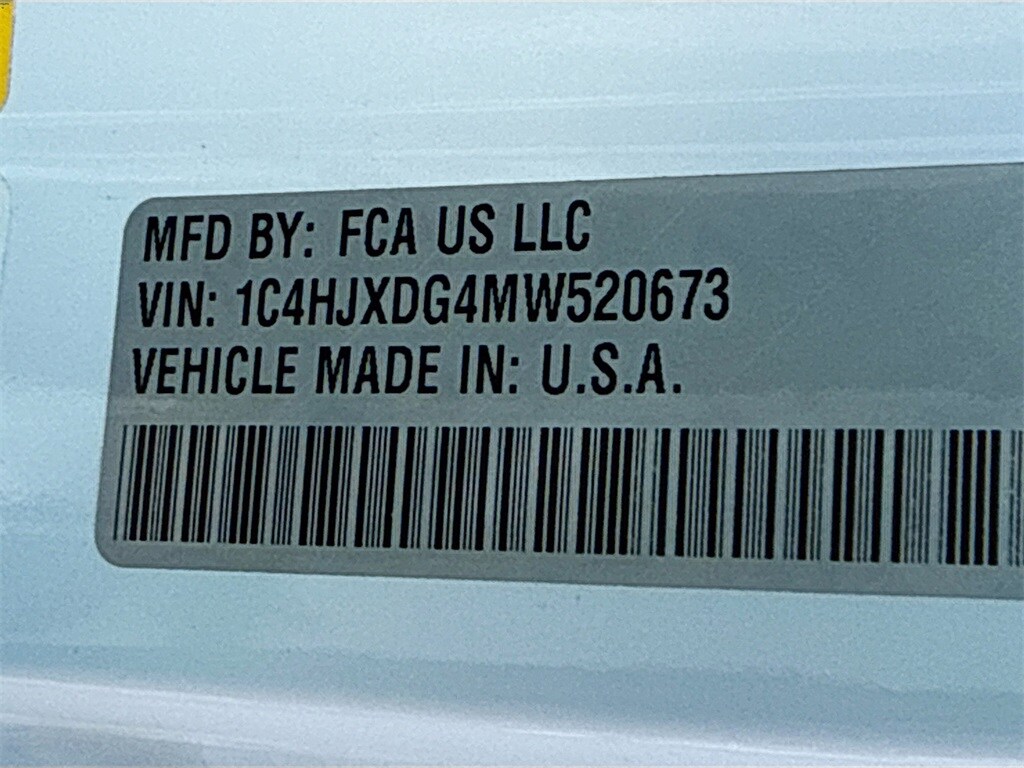 MFD BY: FCA US LLC
VIN: 1C4HJXDG4MW520673
VEHICLE MADE IN: U.S.A.